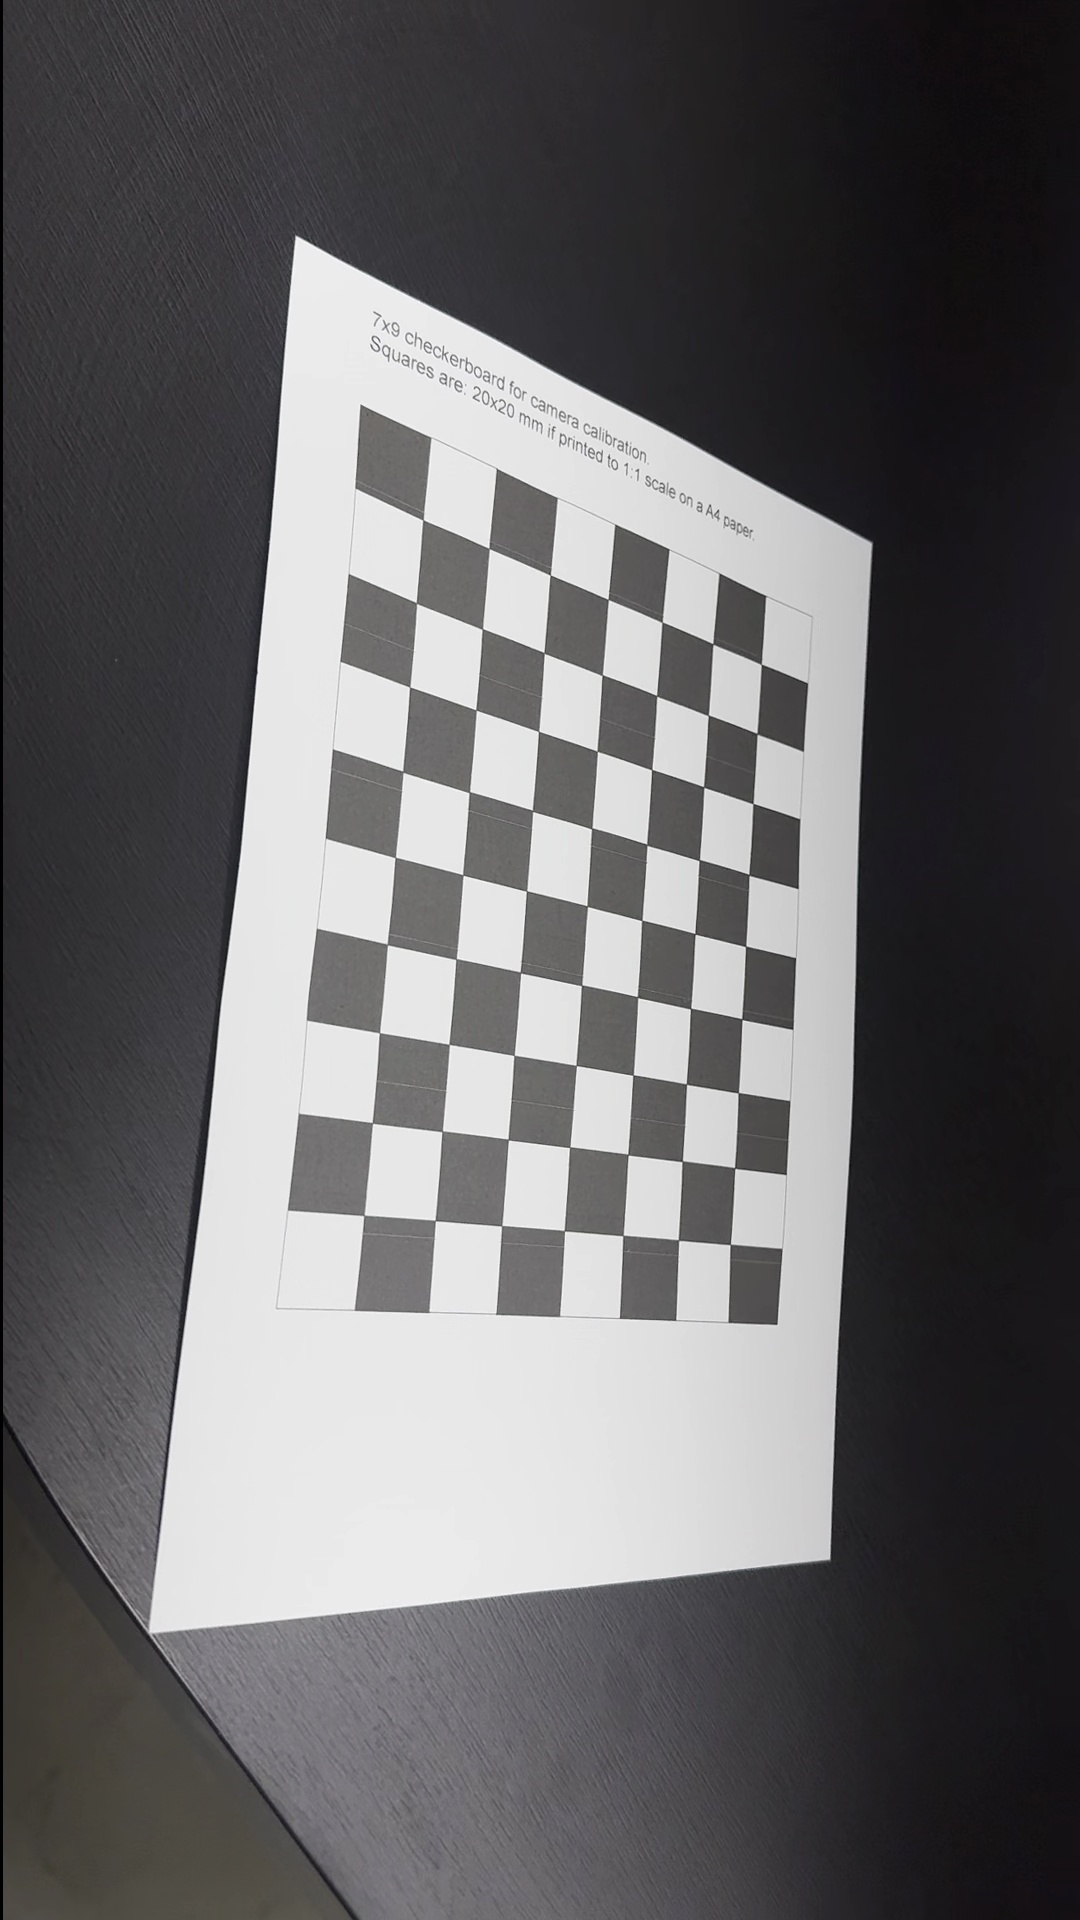 7x9 checkerboard for camera calibration.
Squares are: 20x20 mm if printed to 1:1 scale on a A4 paper.